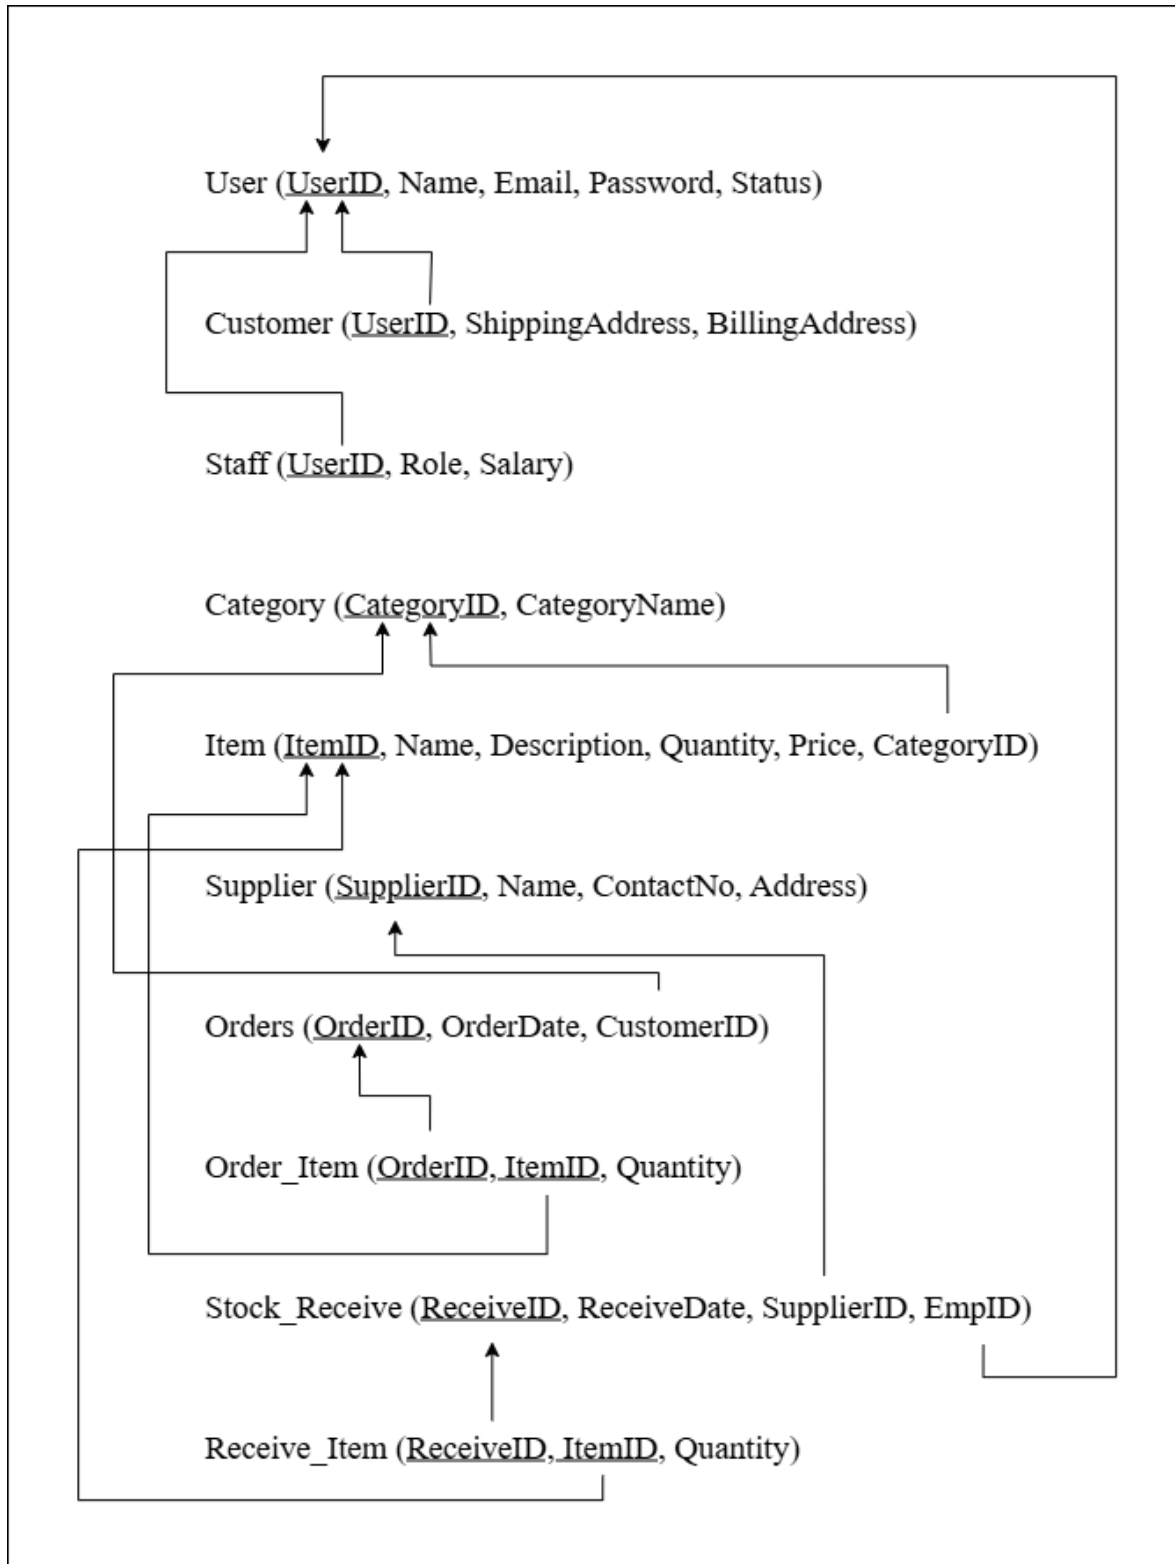 User (UserID, Name, Email, Password, Status)
Customer (UserID, ShippingAddress, BillingAddress)
Staff (UserID, Role, Salary)
Category (CategoryID, CategoryName)
Item (ItemID, Name, Description, Quantity, Price, CategoryID)
Supplier (SupplierID, Name, ContactNo, Address)
Orders (OrderID, OrderDate, CustomerID)
Order_Item (OrderID, ItemID, Quantity)
Stock_Receive (ReceiveID, ReceiveDate, SupplierID, EmpID)
Receive_Item (ReceiveID, ItemID, Quantity)